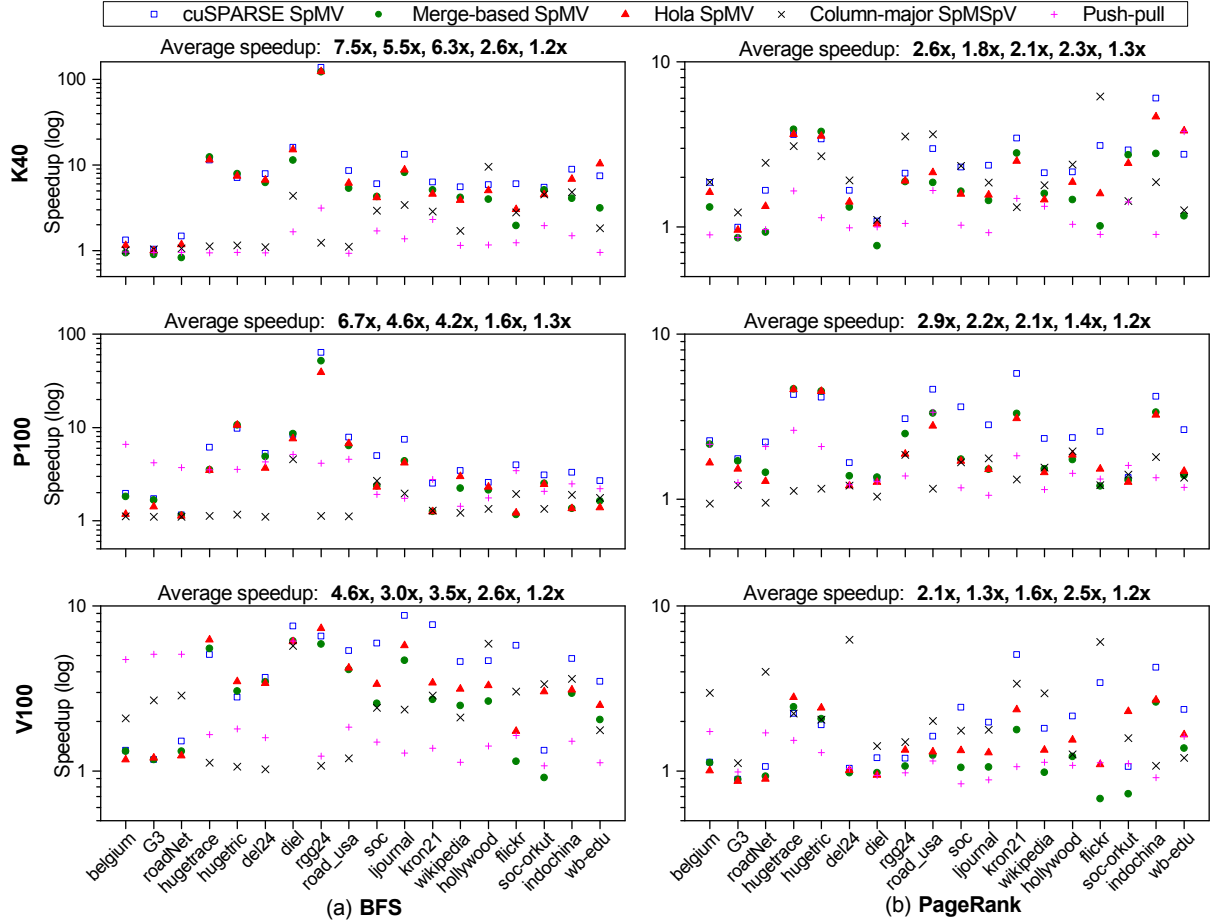 cuSPARSE SpMV Merge-based SpMV Hola SpMV Column-major SpMSpV Push-pull
Average speedup: 7.5x, 5.5x, 6.3x, 2.6x, 1.2x
Average speedup: 2.6x, 1.8x, 2.1x, 2.3x, 1.3x
K40
Speedup (log)
100
10
1
10
1
Average speedup: 6.7x, 4.6x, 4.2x, 1.6x, 1.3x
Average speedup: 2.9x, 2.2x, 2.1x, 1.4x, 1.2x
P100
Speedup (log)
100
10
1
10
1
Average speedup: 4.6x, 3.0x, 3.5x, 2.6x, 1.2x
Average speedup: 2.1x, 1.3x, 1.6x, 2.5x, 1.2x
V100
Speedup (log)
10
1
10
1
belgium G3 roadNet hugetrace hugetric del24 diel rgg24 road_usa soc ljournal kron21 wikipedia hollywood flickr soc-orkut indochina wb-edu
belgium G3 roadNet hugetrace hugetric del24 diel rgg24 road_usa soc ljournal kron21 wikipedia hollywood flickr soc-orkut indochina wb-edu
(a) BFS
(b) PageRank